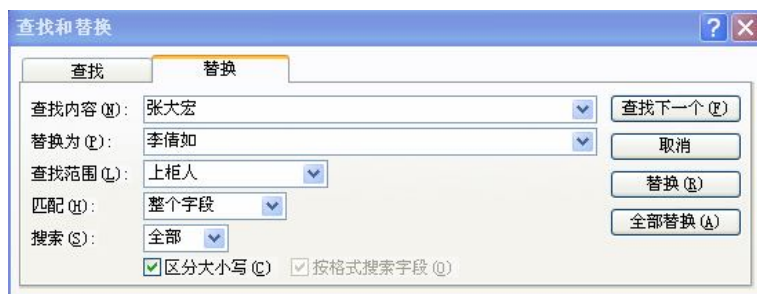 查找和替换
查找 替换
查找内容(N): 张大宏 查找下一个(F)
替换为(P): 李倩如 取消
查找范围(L): 上柜人 替换(R)
匹配(H): 整个字段 全部替换(A)
搜索(S): 全部
区分大小写(C) 按格式搜索字段(O)